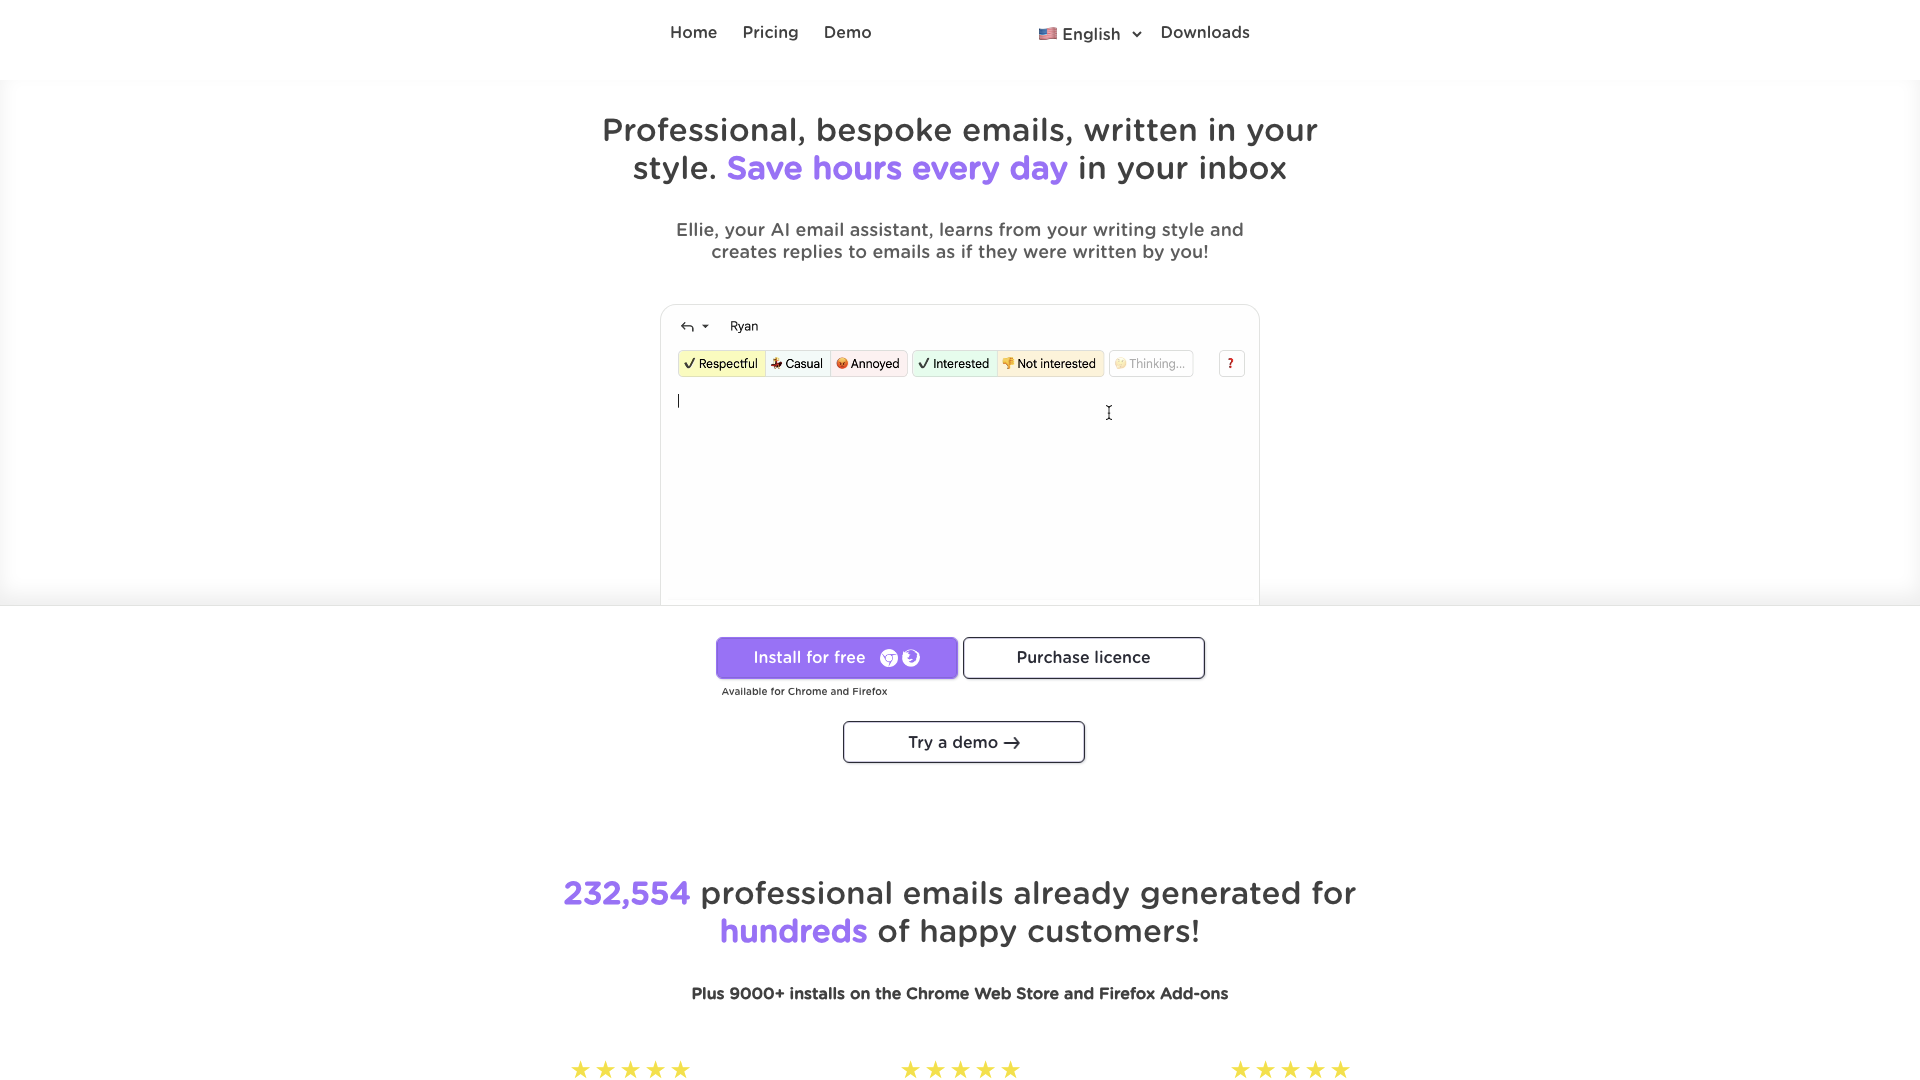 Home Pricing Demo English Downloads
Professional, bespoke emails, written in your
style. Save hours every day in your inbox
Ellie, your AI email assistant, learns from your writing style and
creates replies to emails as if they were written by you!
Ryan
Respectful Casual Annoyed Interested Not interested Thinking... ?
Install for free Purchase licence
Available for Chrome and Firefox
Try a demo →
232,554 professional emails already generated for
hundreds of happy customers!
Plus 9000+ installs on the Chrome Web Store and Firefox Add-ons